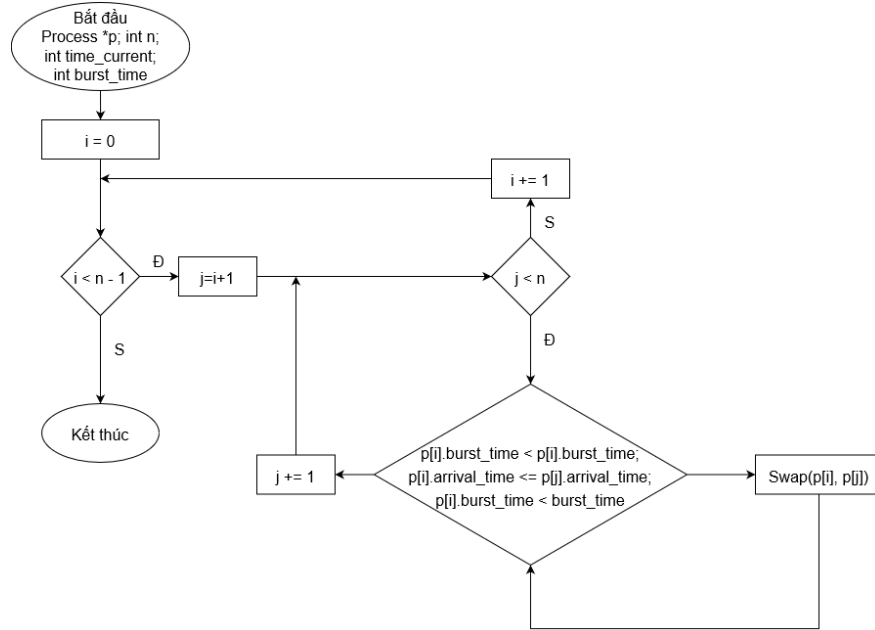 Bắt đầu
Process *p; int n;
int time_current;
int burst_time
i = 0
i += 1
S
i < n - 1
Đ
j=i+1
j < n
S
Đ
Kết thúc
p[i].burst_time < p[i].burst_time;
p[i].arrival_time <= p[j].arrival_time;
p[i].burst_time < burst_time
j += 1
Swap(p[i], p[j])